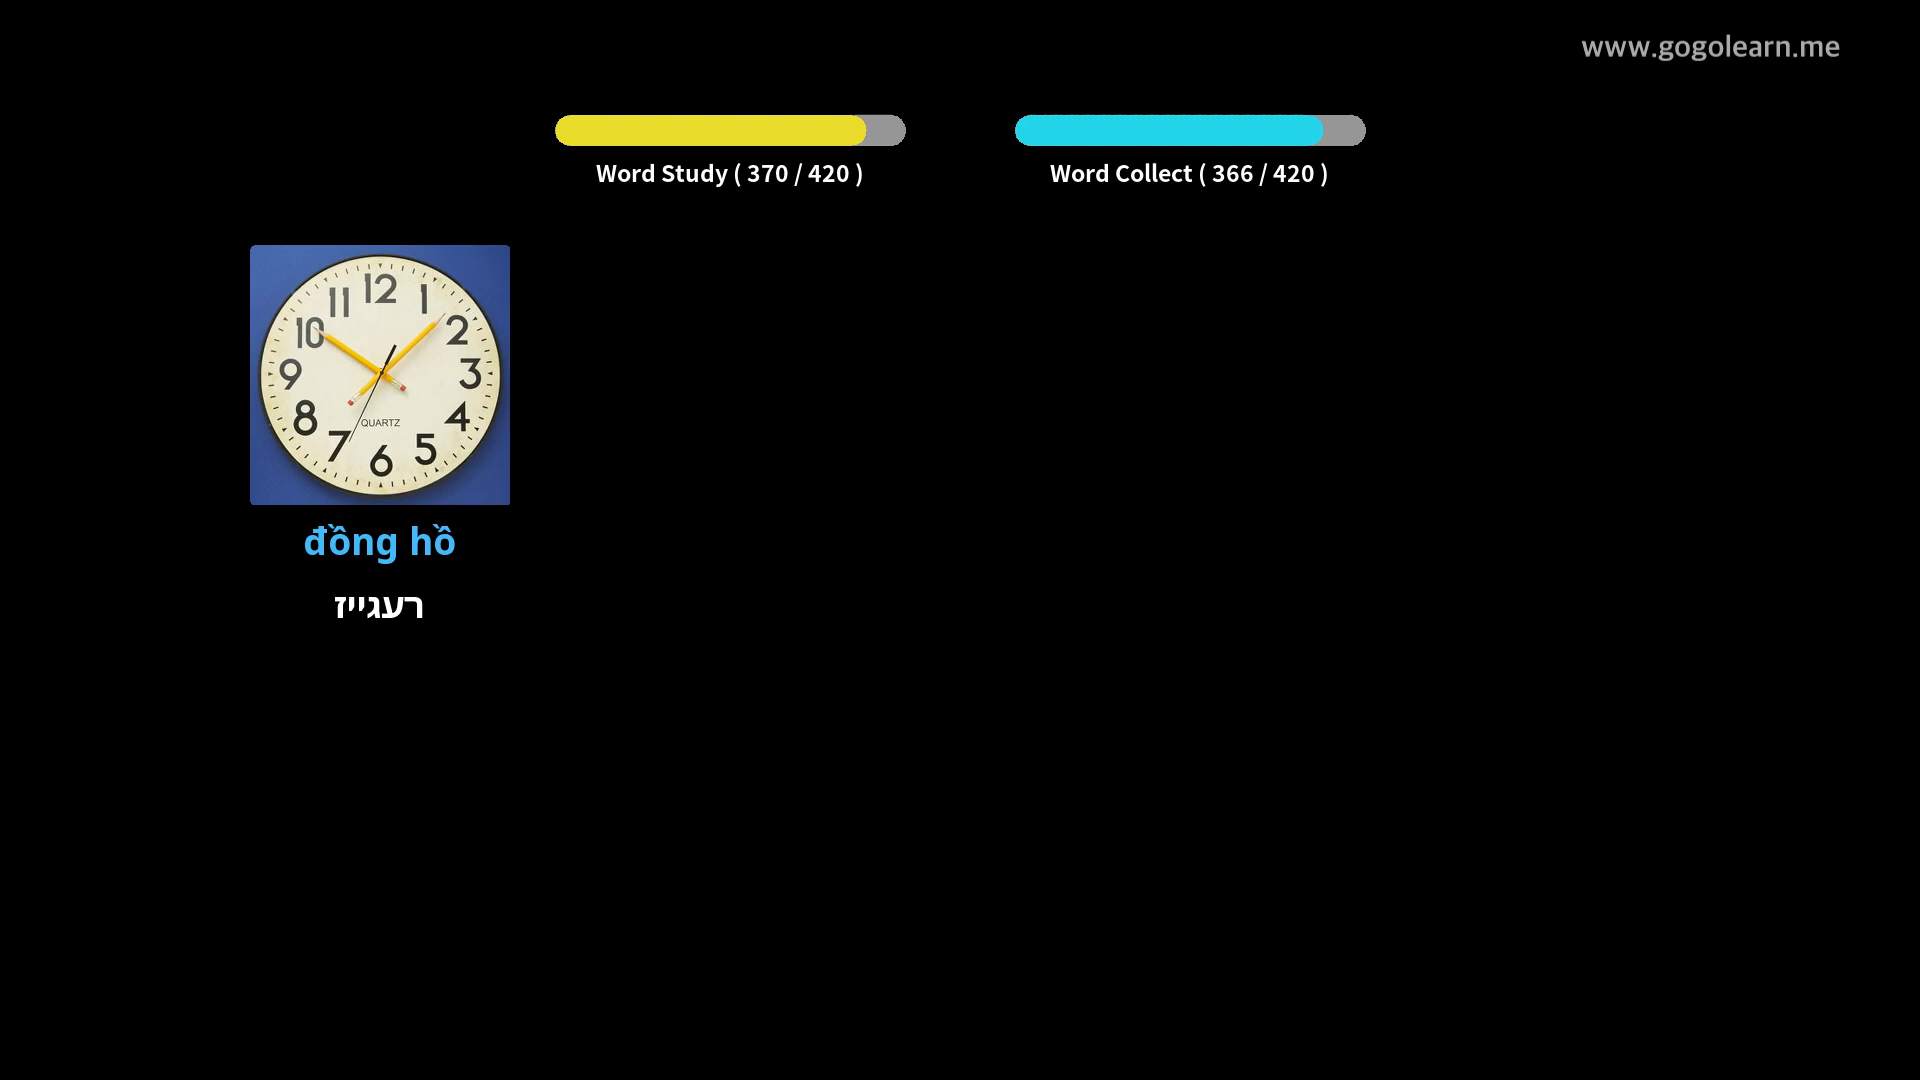 www.gogolearn.me
Word Study ( 370 / 420 )
Word Collect ( 366 / 420 )
12
11 1
10 2
9 3
8 4
QUARTZ
7 5
6
đồng hồ
רעגייז